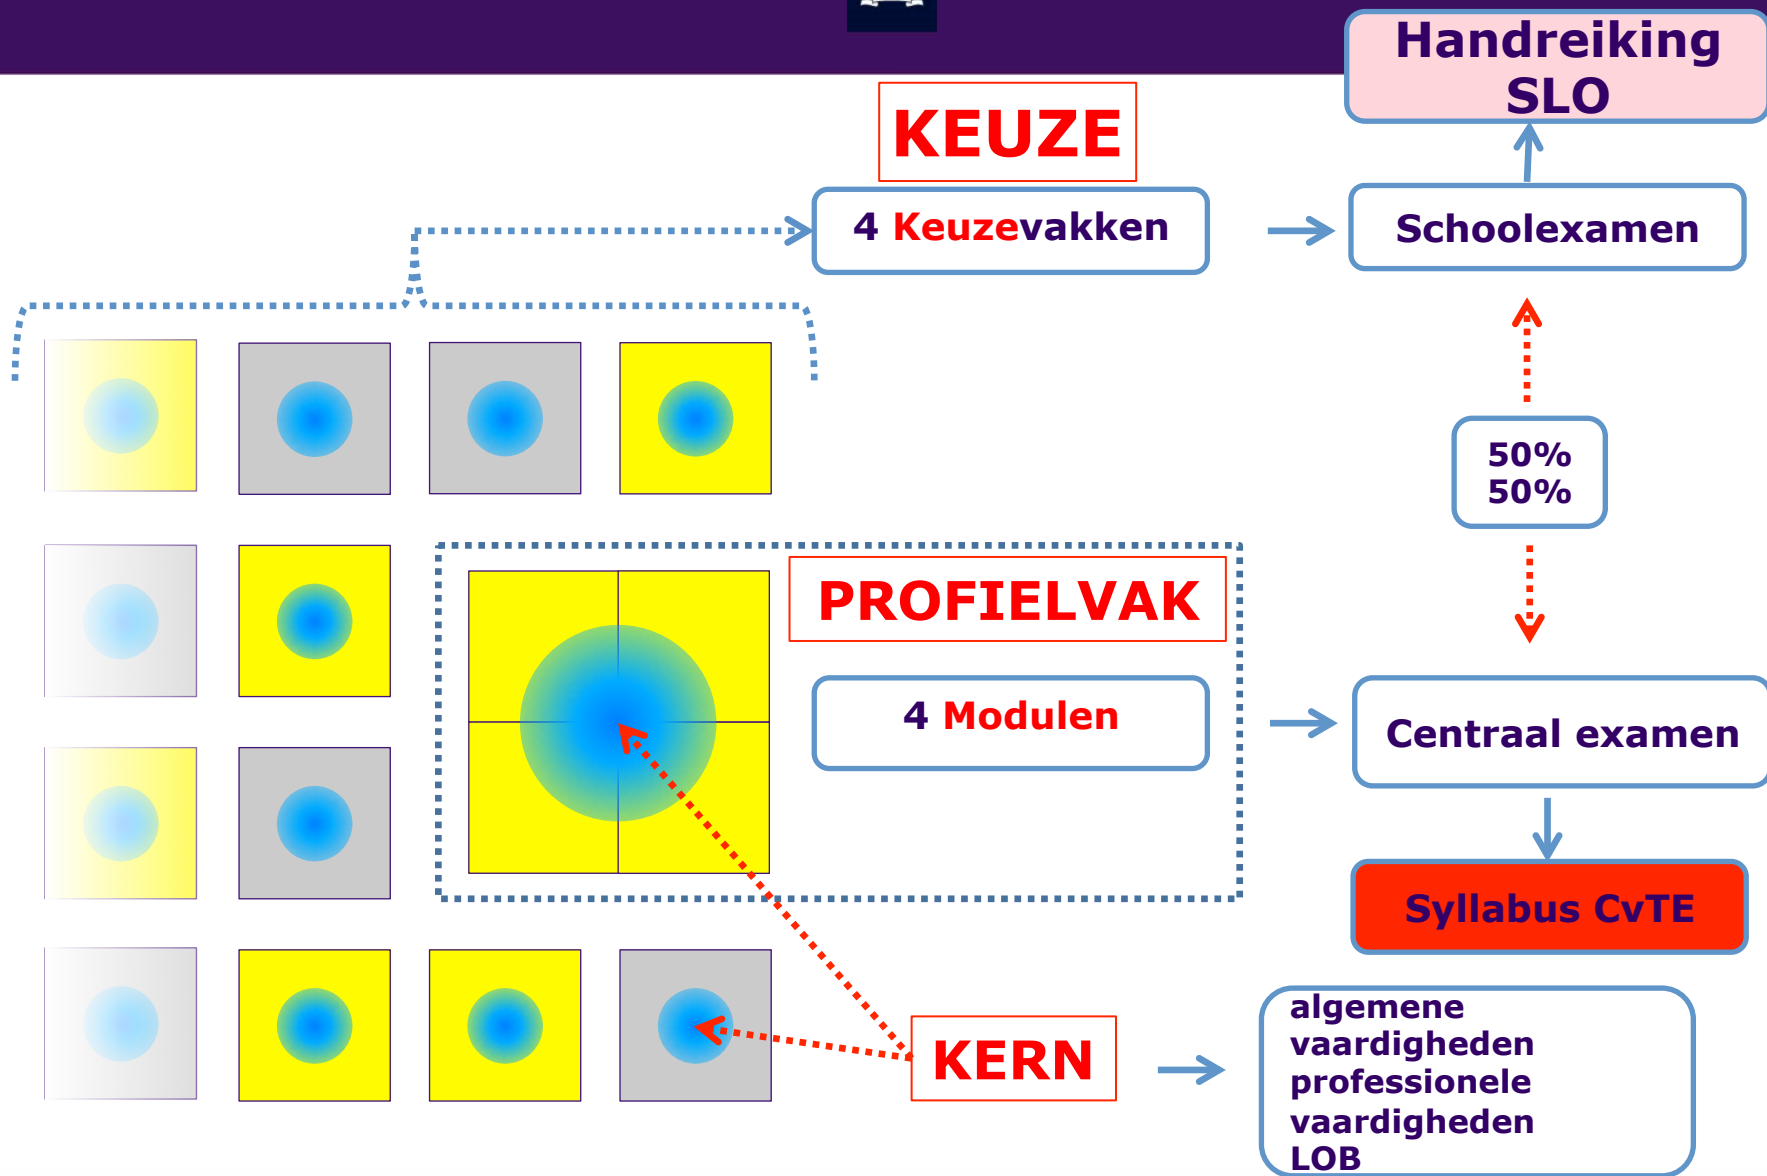 Handreiking
SLO
KEUZE
4 Keuzevakken
Schoolexamen
50%
50%
PROFIELVAK
4 Modulen
Centraal examen
Syllabus CvTE
KERN
algemene
vaardigheden
professionele
vaardigheden
LOB